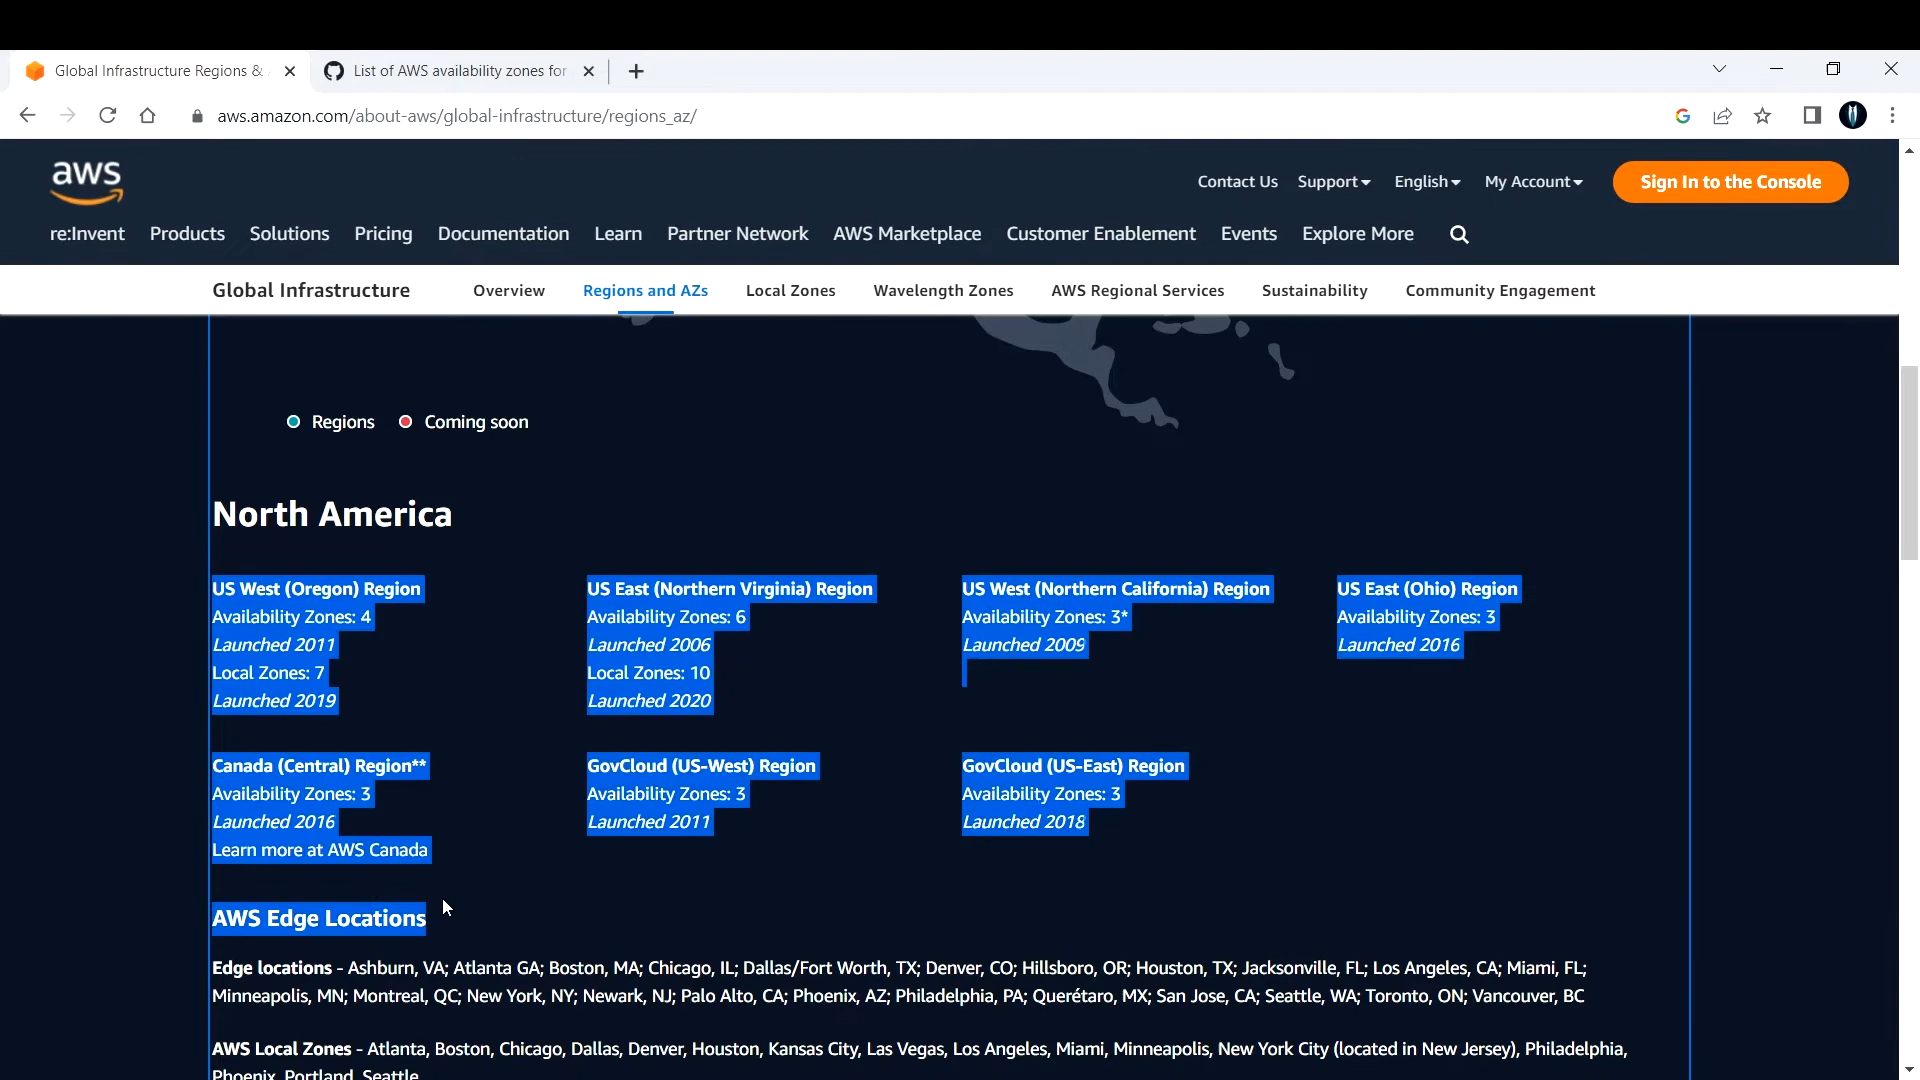 Global Infrastructure Regions &
List of AWS availability zones for
aws.amazon.com/about-aws/global-infrastructure/regions_az/
aws
Contact Us Support English My Account Sign In to the Console
re:Invent Products Solutions Pricing Documentation Learn Partner Network AWS Marketplace Customer Enablement Events Explore More
Global Infrastructure Overview Regions and AZs Local Zones Wavelength Zones AWS Regional Services Sustainability Community Engagement
Regions Coming soon
North America
US West (Oregon) Region
Availability Zones: 4
Launched 2011
Local Zones: 7
Launched 2019
US East (Northern Virginia) Region
Availability Zones: 6
Launched 2006
Local Zones: 10
Launched 2020
US West (Northern California) Region
Availability Zones: 3*
Launched 2009
US East (Ohio) Region
Availability Zones: 3
Launched 2016
Canada (Central) Region**
Availability Zones: 3
Launched 2016
Learn more at AWS Canada
GovCloud (US-West) Region
Availability Zones: 3
Launched 2011
GovCloud (US-East) Region
Availability Zones: 3
Launched 2018
AWS Edge Locations
Edge locations - Ashburn, VA; Atlanta GA; Boston, MA; Chicago, IL; Dallas/Fort Worth, TX; Denver, CO; Hillsboro, OR; Houston, TX; Jacksonville, FL; Los Angeles, CA; Miami, FL;
Minneapolis, MN; Montreal, QC; New York, NY; Newark, NJ; Palo Alto, CA; Phoenix, AZ; Philadelphia, PA; Querétaro, MX; San Jose, CA; Seattle, WA; Toronto, ON; Vancouver, BC
AWS Local Zones - Atlanta, Boston, Chicago, Dallas, Denver, Houston, Kansas City, Las Vegas, Los Angeles, Miami, Minneapolis, New York City (located in New Jersey), Philadelphia,
Phoenix, Portland, Seattle